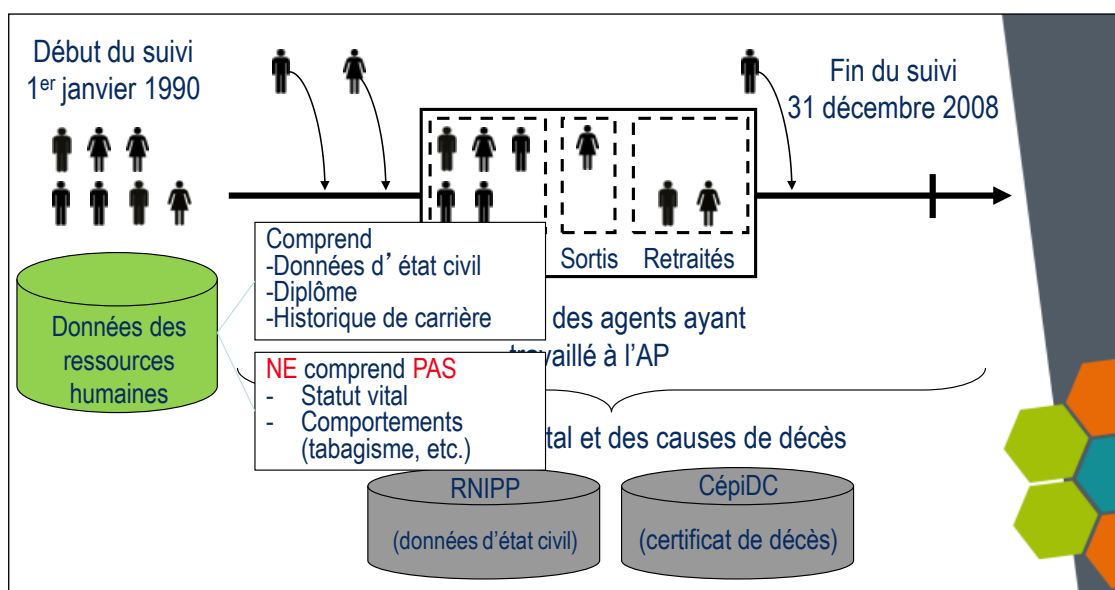 Début du suivi
1er janvier 1990
Fin du suivi
31 décembre 2008
Sortis
Retraités
Comprend
-Données d’ état civil
-Diplôme
-Historique de carrière
Données des
ressources
humaines
des agents ayant
travaillé à l’AP
NE comprend PAS
- Statut vital
- Comportements
(tabagisme, etc.)
et des causes de décès
RNIPP
(données d’état civil)
CépiDC
(certificat de décès)